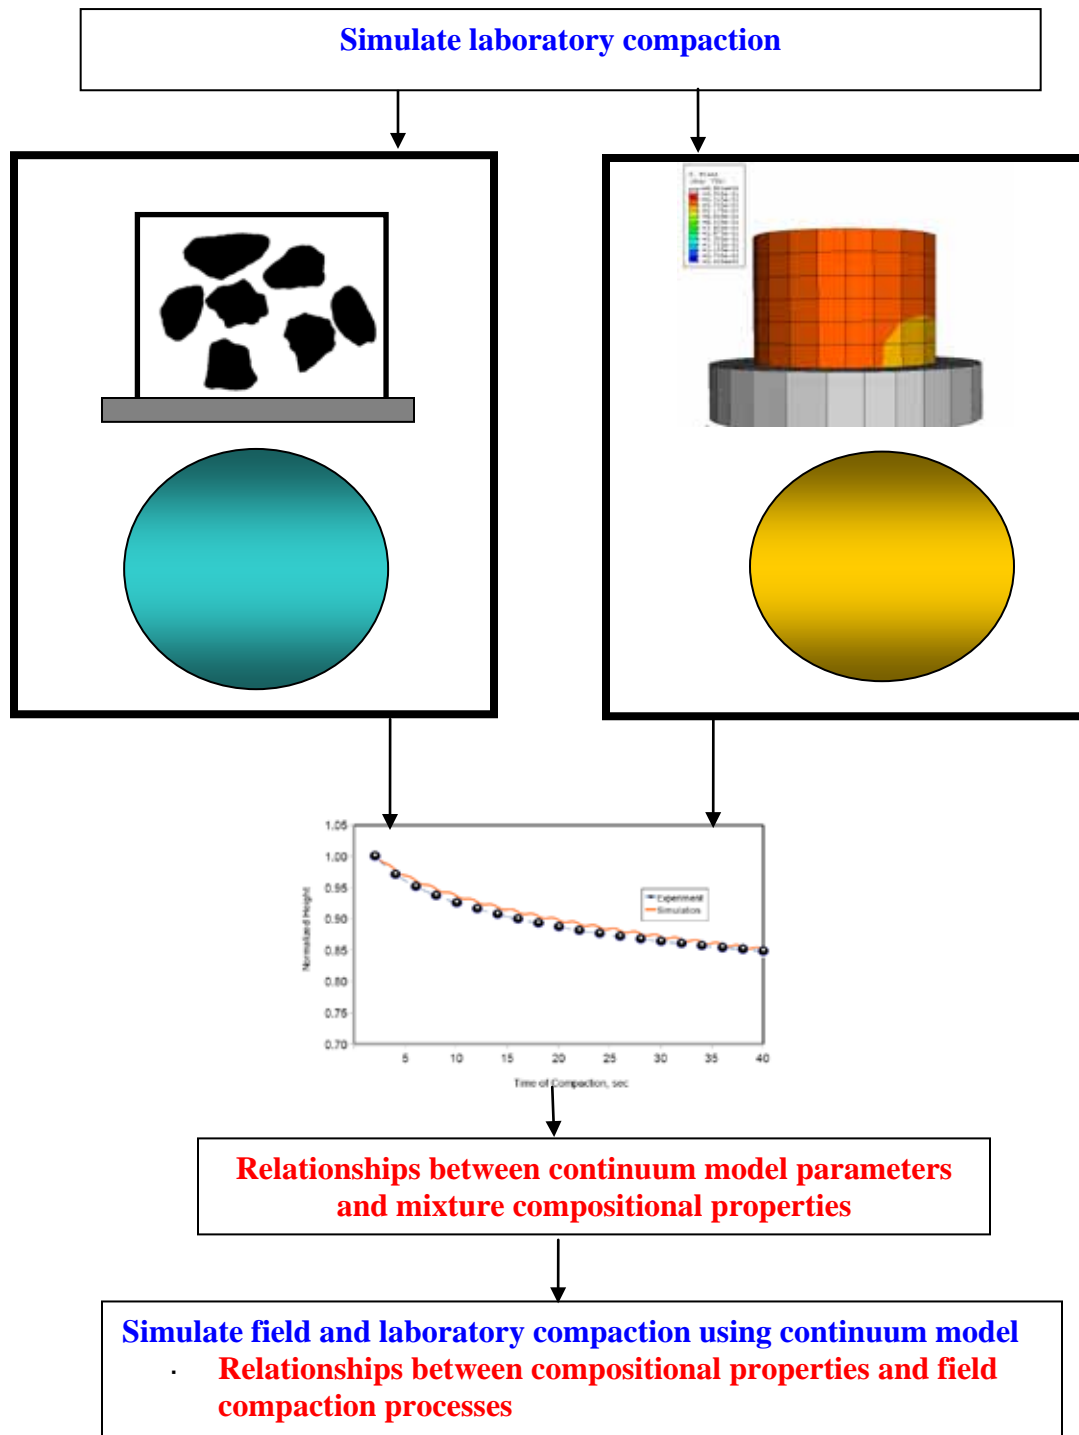 Simulate laboratory compaction
1.05
1.00
0.95
0.90
0.85
0.80
0.75
0.70
Normalized Height
Experiment
Simulation
5 10 15 20 25 30 35 40
Time of Compaction, sec
Relationships between continuum model parameters
and mixture compositional properties
Simulate field and laboratory compaction using continuum model
· Relationships between compositional properties and field
compaction processes